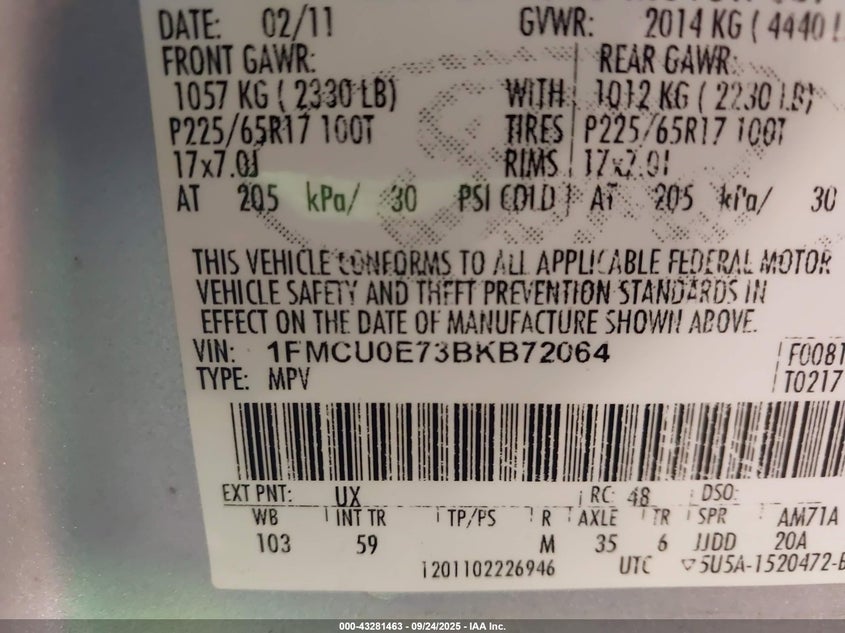 DATE: 02/11 GVWR: 2014 KG ( 4440
FRONT GAWR: REAR GAWR:
1057 KG ( 2330 LB) WITH 1012 KG ( 2230 LB)
P225/65R17 100T TIRES P225/65R17 100T
17x7.0J RIMS 17x7.0J
AT 205 kPa/ 30 PSI COLD AT 205 kPa/ 30
THIS VEHICLE CONFORMS TO ALL APPLICABLE FEDERAL MOTOR
VEHICLE SAFETY AND THEFT PREVENTION STANDARDS IN
EFFECT ON THE DATE OF MANUFACTURE SHOWN ABOVE.
VIN: 1FMCU0E73BKB72064 F0081
TYPE: MPV T0217
EXT PNT: UX RC: 48 DSO:
WB INT TR TP/PS R AXLE TR SPR AM71A
103 59 M 35 6 JJDD 20A
1201102226946 UTC ▽5U5A-1520472-
000-43281463 - 09/24/2025 - IAA Inc.